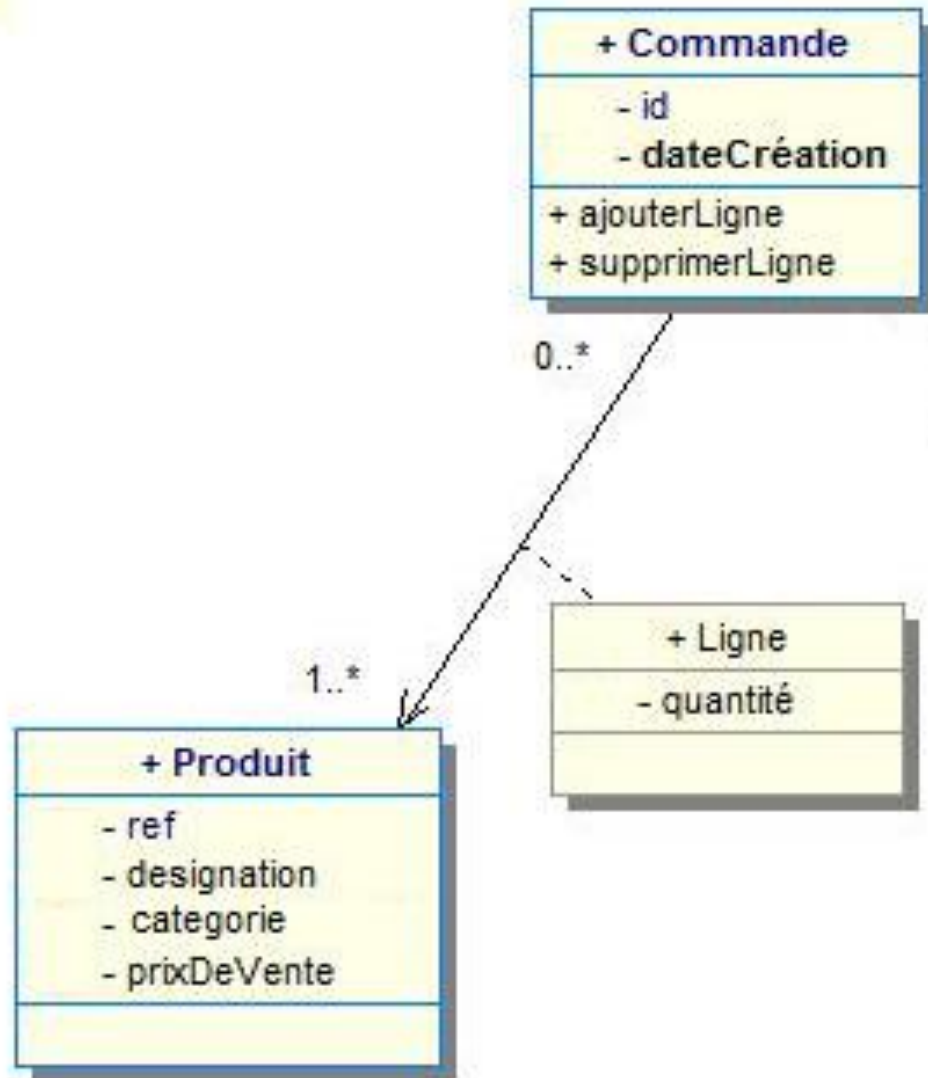 + Commande
- id
- dateCréation
+ ajouterLigne
+ supprimerLigne
0..*
1..*
+ Ligne
- quantité
+ Produit
- ref
- designation
- categorie
- prixDeVente